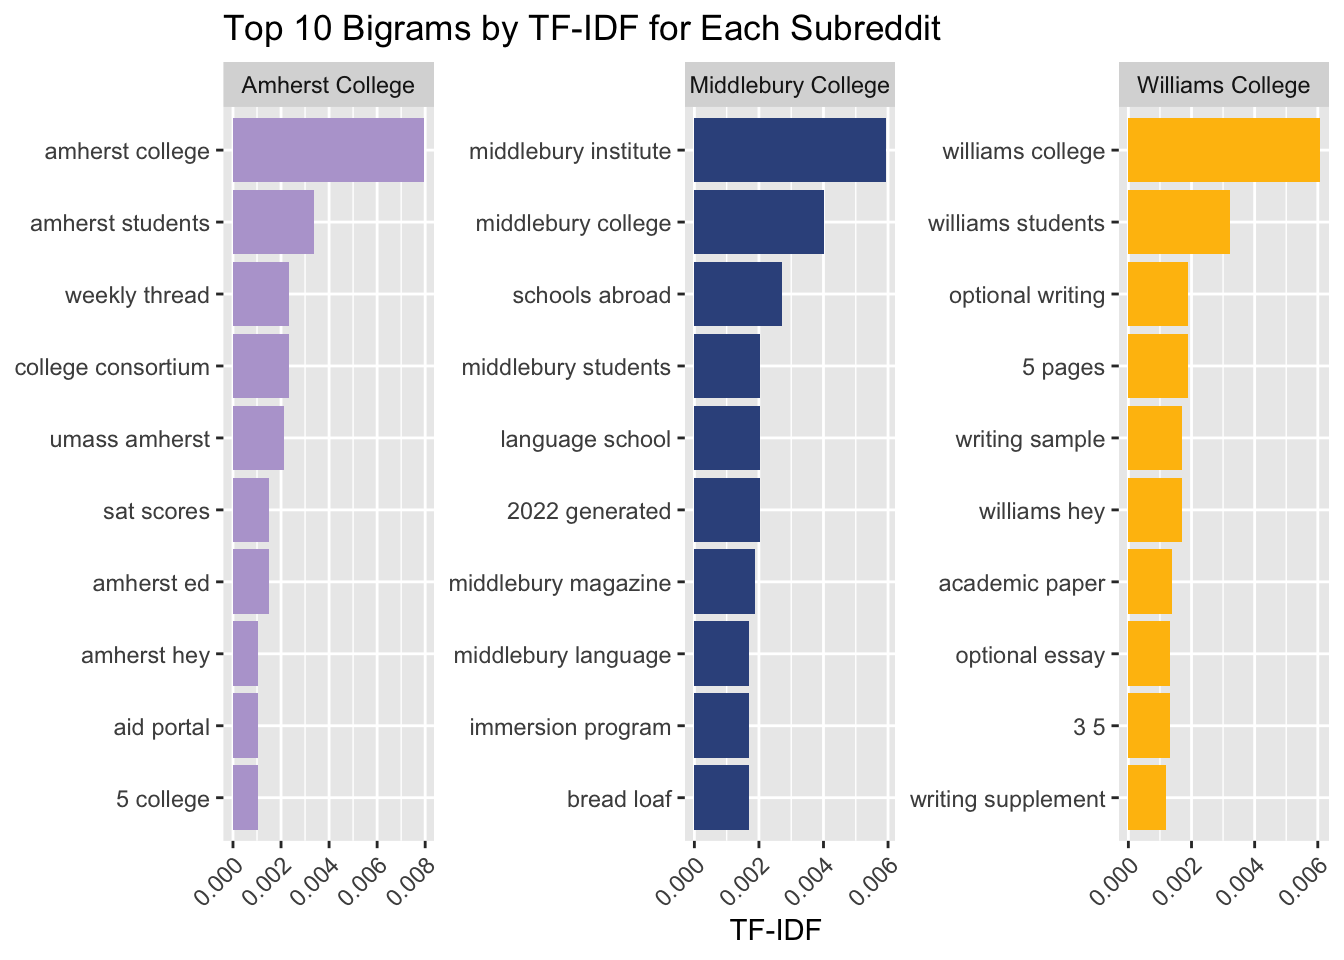 Top 10 Bigrams by TF-IDF for Each Subreddit
Amherst College
amherst college
amherst students
weekly thread
college consortium
umass amherst
sat scores
amherst ed
amherst hey
aid portal
5 college
0.000 0.002 0.004 0.006 0.008
Middlebury College
middlebury institute
middlebury college
schools abroad
middlebury students
language school
2022 generated
middlebury magazine
middlebury language
immersion program
bread loaf
0.000 0.002 0.004 0.006
Williams College
williams college
williams students
optional writing
5 pages
writing sample
williams hey
academic paper
optional essay
3 5
writing supplement
0.000 0.002 0.004 0.006
TF-IDF